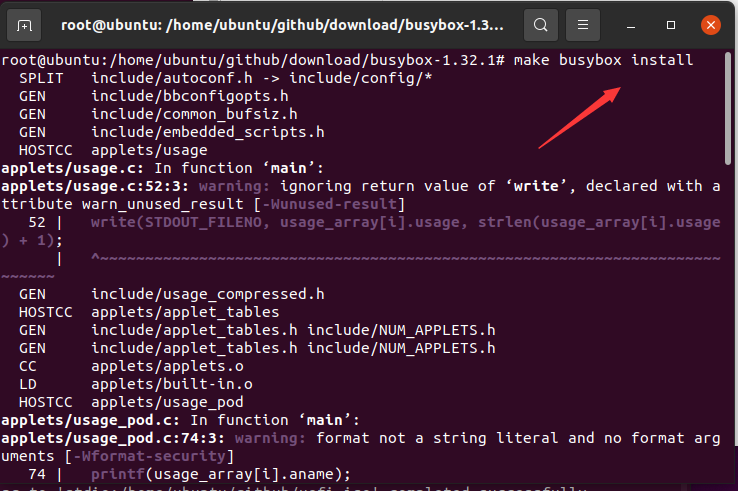 root@ubuntu: /home/ubuntu/github/download/busybox-1.3...
root@ubuntu:/home/ubuntu/github/download/busybox-1.32.1# make busybox install
  SPLIT   include/autoconf.h -> include/config/*
  GEN     include/bbconfigopts.h
  GEN     include/common_bufsiz.h
  GEN     include/embedded_scripts.h
  HOSTCC  applets/usage
applets/usage.c: In function ‘main’:
applets/usage.c:52:3: warning: ignoring return value of ‘write’, declared with a
ttribute warn_unused_result [-Wunused-result]
   52 |   write(STDOUT_FILENO, usage_array[i].usage, strlen(usage_array[i].usage
) + 1);
      |   ^~~~~~~~~~~~~~~~~~~~~~~~~~~~~~~~~~~~~~~~~~~~~~~~~~~~~~~~~~~~~~~~~~~~~
~~~~~~
  GEN     include/usage_compressed.h
  HOSTCC  applets/applet_tables
  GEN     include/applet_tables.h include/NUM_APPLETS.h
  GEN     include/applet_tables.h include/NUM_APPLETS.h
  CC      applets/applets.o
  LD      applets/built-in.o
  HOSTCC  applets/usage_pod
applets/usage_pod.c: In function ‘main’:
applets/usage_pod.c:74:3: warning: format not a string literal and no format arg
uments [-Wformat-security]
   74 |   printf(usage_array[i].aname);